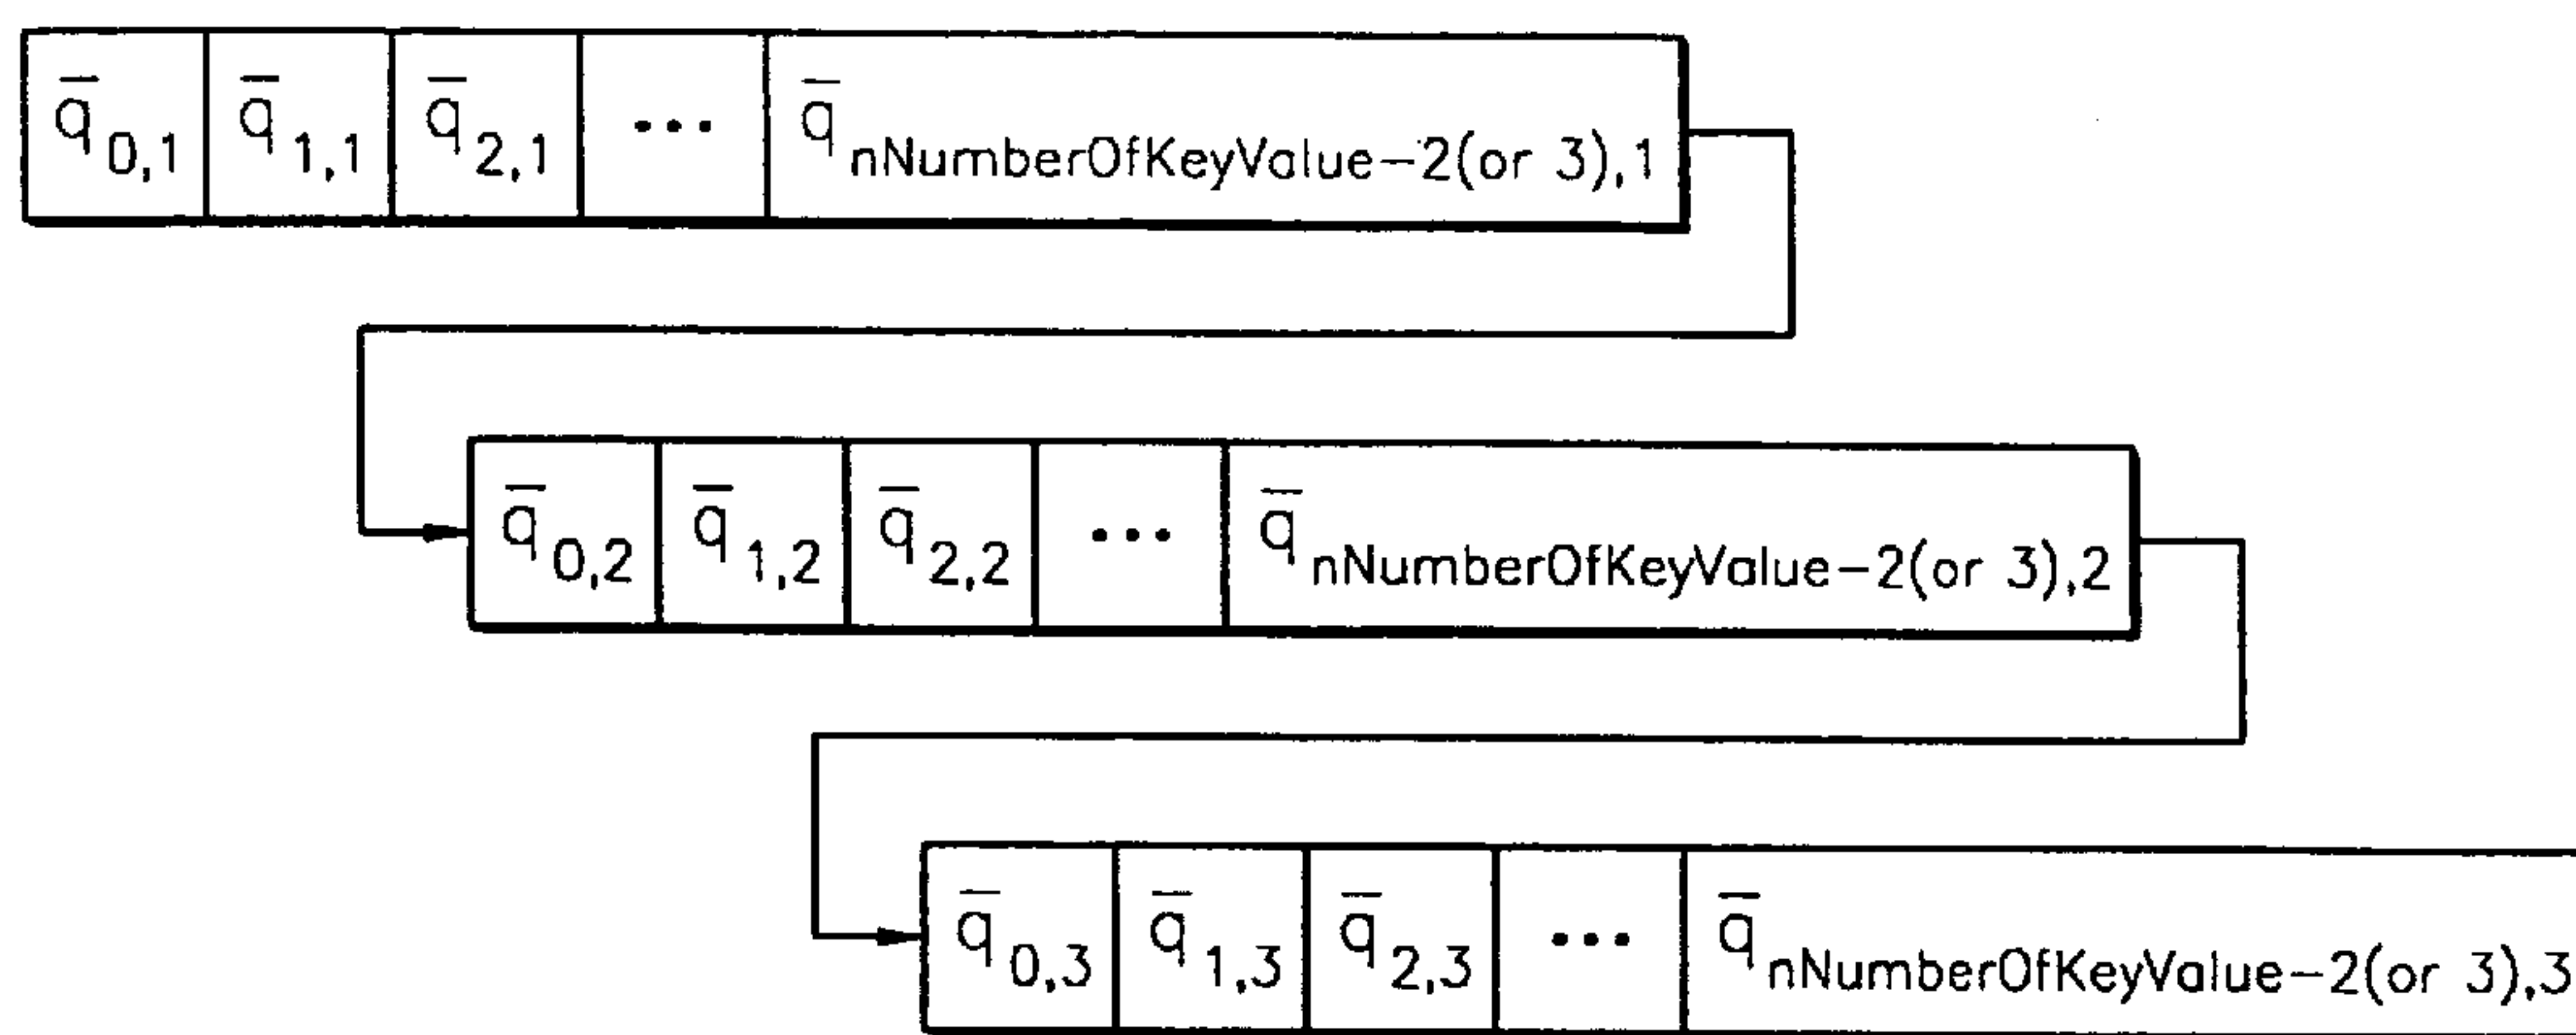 q̄0,1 q̄1,1 q̄2,1 ... q̄nNumberOfKeyValue-2(or 3),1
q̄0,2 q̄1,2 q̄2,2 ... q̄nNumberOfKeyValue-2(or 3),2
q̄0,3 q̄1,3 q̄2,3 ... q̄nNumberOfKeyValue-2(or 3),3